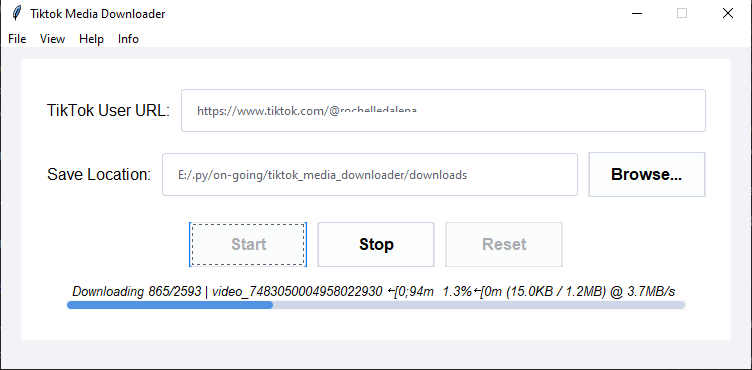 Tiktok Media Downloader
File View Help Info
TikTok User URL: https://www.tiktok.com/@rochelledalena
Save Location: E:/.py/on-going/tiktok_media_downloader/downloads Browse...
Start Stop Reset
Downloading 865/2593 | video_7483050004958022930 ←[0;94m 1.3%←[0m (15.0KB / 1.2MB) @ 3.7MB/s